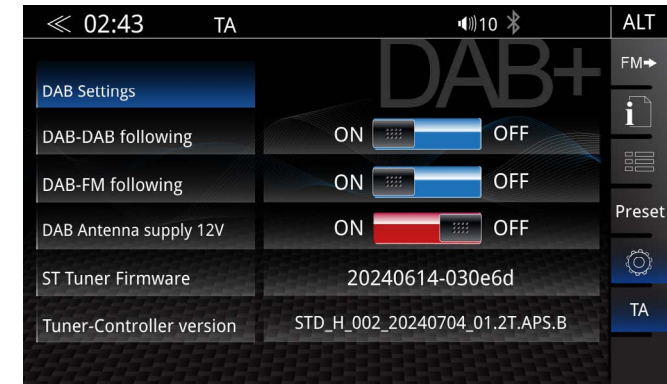 02:43 TA 10 ALT
DAB+
FM
DAB Settings
i
DAB-DAB following ON OFF
DAB-FM following ON OFF
Preset
DAB Antenna supply 12V ON OFF
ST Tuner Firmware 20240614-030e6d
TA
Tuner-Controller version STD_H_002_20240704_01.2T.APS.B